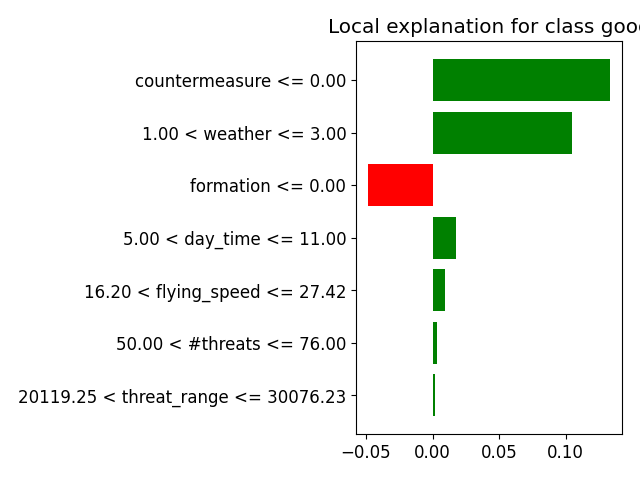 Local explanation for class good
countermeasure <= 0.00
1.00 < weather <= 3.00
formation <= 0.00
5.00 < day_time <= 11.00
16.20 < flying_speed <= 27.42
50.00 < #threats <= 76.00
20119.25 < threat_range <= 30076.23
−0.05 0.00 0.05 0.10